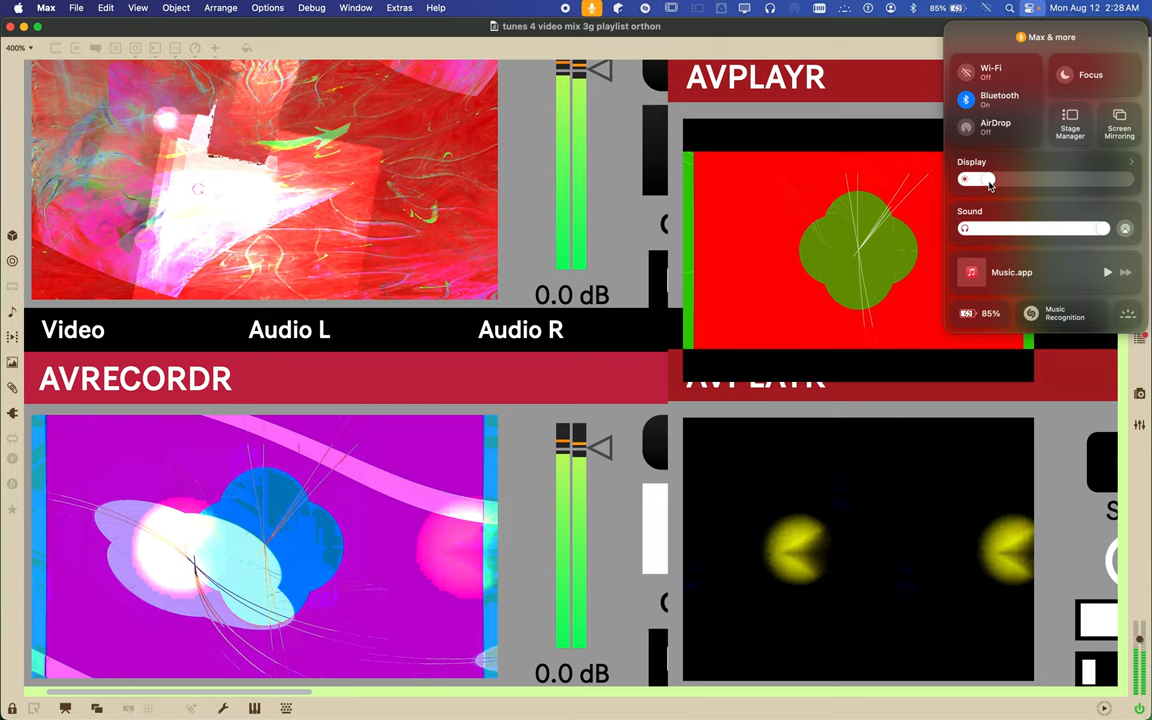 Max File Edit View Object Arrange Options Debug Window Extras Help
85% Mon Aug 12 2:28 AM
tunes 4 video mix 3g playlist orthon
400%
Max & more
Wi-Fi
Off
Focus
Bluetooth
On
AirDrop
Off
Stage
Manager
Screen
Mirroring
Display
Sound
Music.app
85%
Music
Recognition
AVPLAYR
0.0 dB
Video Audio L Audio R
AVRECORDR
AVPLAYR
0.0 dB
S